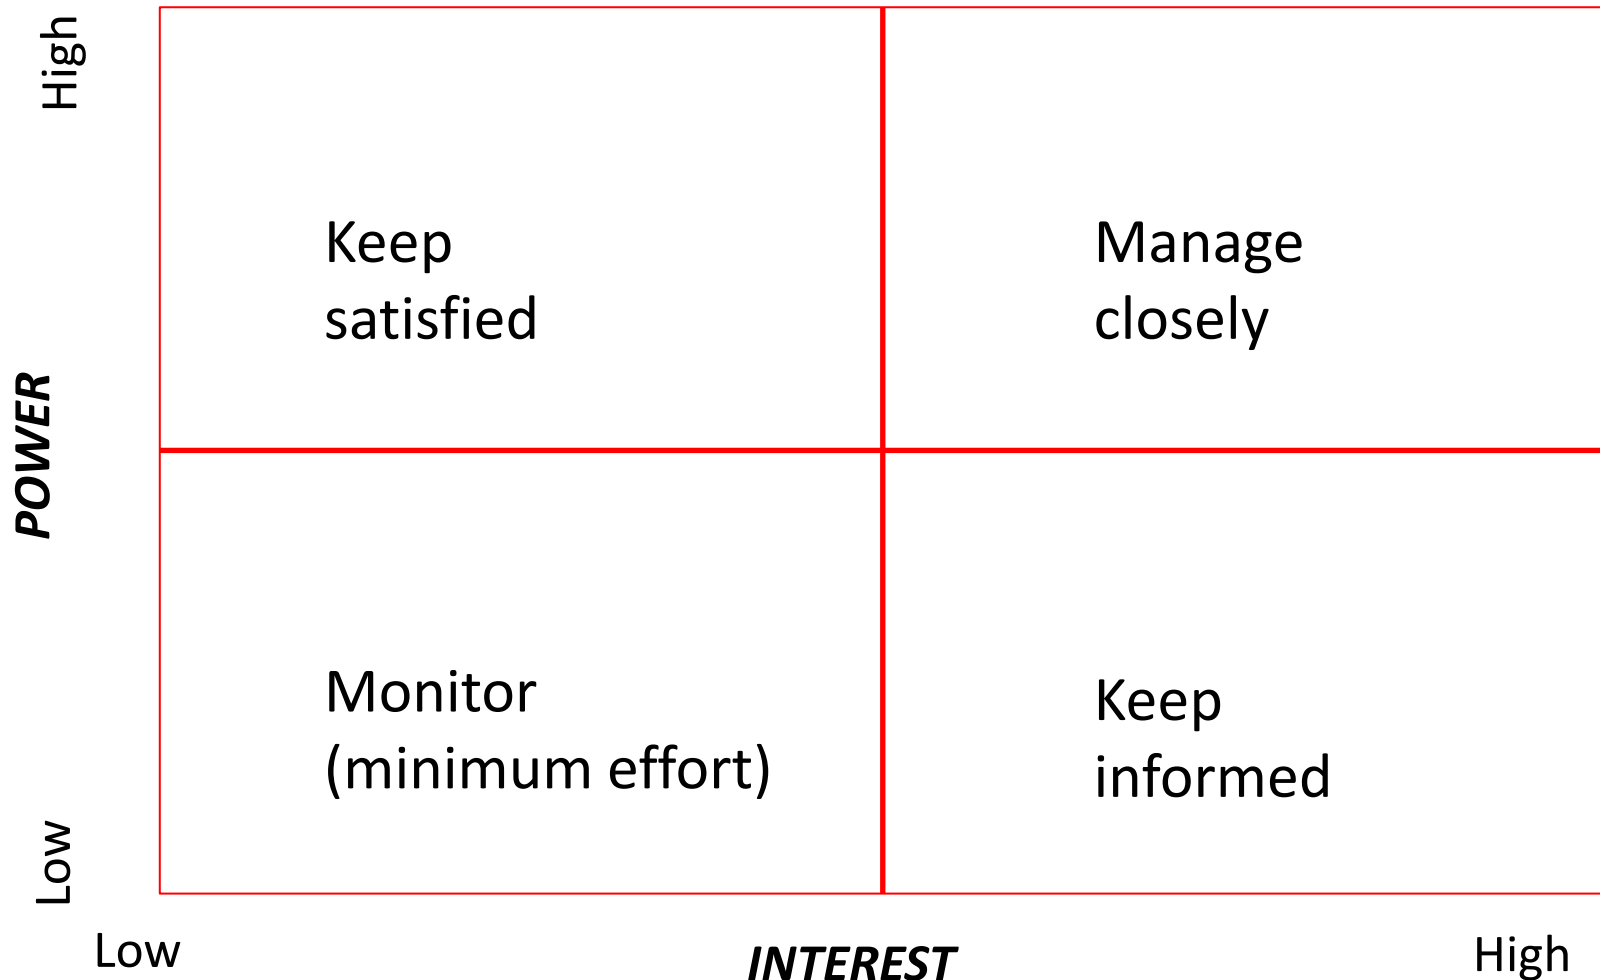 High
Keep
satisfied
Manage
closely
POWER
Monitor
(minimum effort)
Keep
informed
Low
Low
INTEREST
High